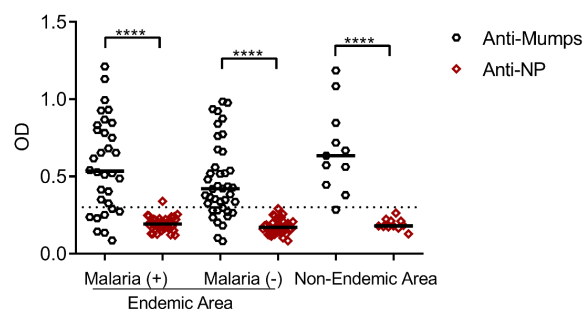 1.5
1.0
0.5
0.0
OD
****
****
****
Anti-Mumps
Anti-NP
Malaria (+)
Malaria (-)
Non-Endemic Area
Endemic Area